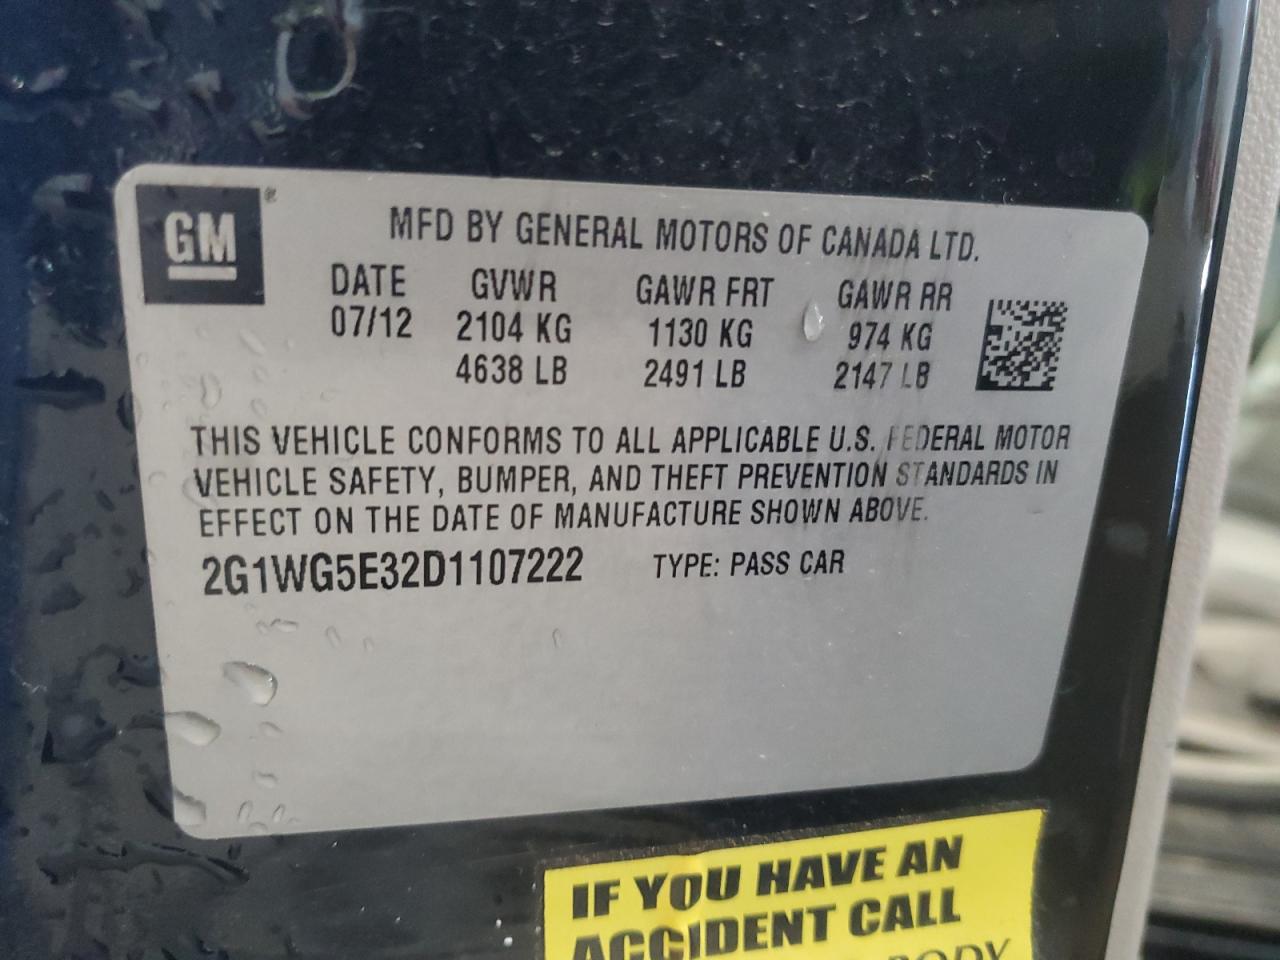 GM ®
MFD BY GENERAL MOTORS OF CANADA LTD.
DATE GVWR GAWR FRT GAWR RR
07/12 2104 KG 1130 KG 974 KG
4638 LB 2491 LB 2147 LB
THIS VEHICLE CONFORMS TO ALL APPLICABLE U.S. FEDERAL MOTOR
VEHICLE SAFETY, BUMPER, AND THEFT PREVENTION STANDARDS IN
EFFECT ON THE DATE OF MANUFACTURE SHOWN ABOVE.
2G1WG5E32D1107222 TYPE: PASS CAR
IF YOU HAVE AN
ACCIDENT CALL
BODY